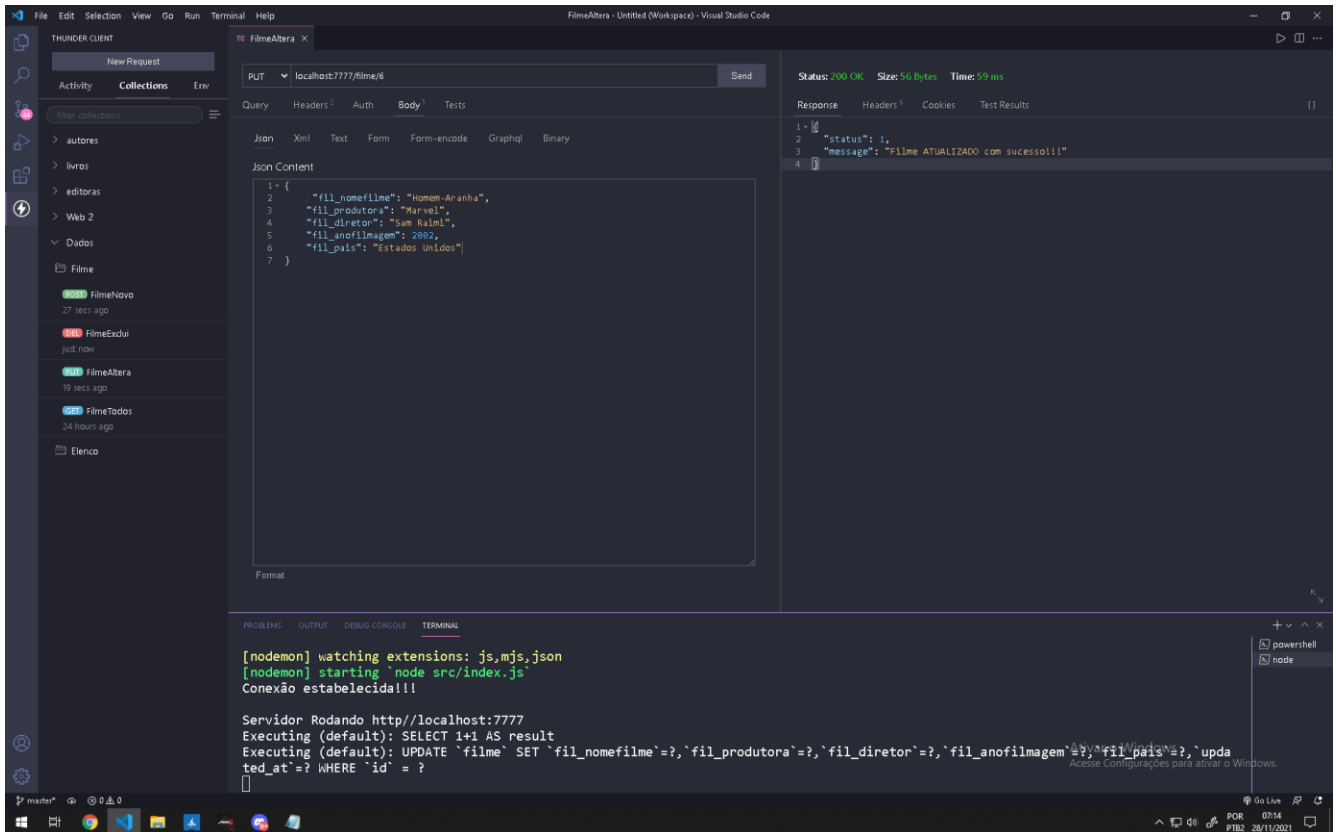 File Edit Selection View Go Run Terminal Help
FilmeAltera - Untitled (Workspace) - Visual Studio Code
THUNDER CLIENT
New Request
Activity Collections Env
filter collections
autores
livros
editoras
Web 2
Dados
Filme
POST FilmeNovo
27 secs ago
DEL FilmeExclui
just now
PUT FilmeAltera
19 secs ago
GET FilmeTodos
24 hours ago
Elenco
TC FilmeAltera
PUT localhost:7777/filme/6 Send
Query Headers 2 Auth Body 1 Tests
Json Xml Text Form Form-encode Graphql Binary
Json Content
1 {
2 "fil_nomefilme": "Homem-Aranha",
3 "fil_produtora": "Marvel",
4 "fil_diretor": "Sam Raimi",
5 "fil_anofilmagem": 2002,
6 "fil_pais": "Estados Unidos"
7 }
Format
Status: 200 OK Size: 56 Bytes Time: 59 ms
Response Headers 6 Cookies Test Results {}
1 {
2 "status": 1,
3 "message": "Filme ATUALIZADO com sucesso!!!"
4 }
PROBLEMS OUTPUT DEBUG CONSOLE TERMINAL
[nodemon] watching extensions: js,mjs,json
[nodemon] starting `node src/index.js`
Conexão estabelecida!!!
Servidor Rodando http//localhost:7777
Executing (default): SELECT 1+1 AS result
Executing (default): UPDATE `filme` SET `fil_nomefilme`=?,`fil_produtora`=?,`fil_diretor`=?,`fil_anofilmagem`=?,`fil_pais`=?,`upda
ted_at`=? WHERE `id` = ?
powershell
node
Ativar o Windows
Acesse Configurações para ativar o Windows.
master* 0 0
Go Live
POR 07:14
PTB2 28/11/2021